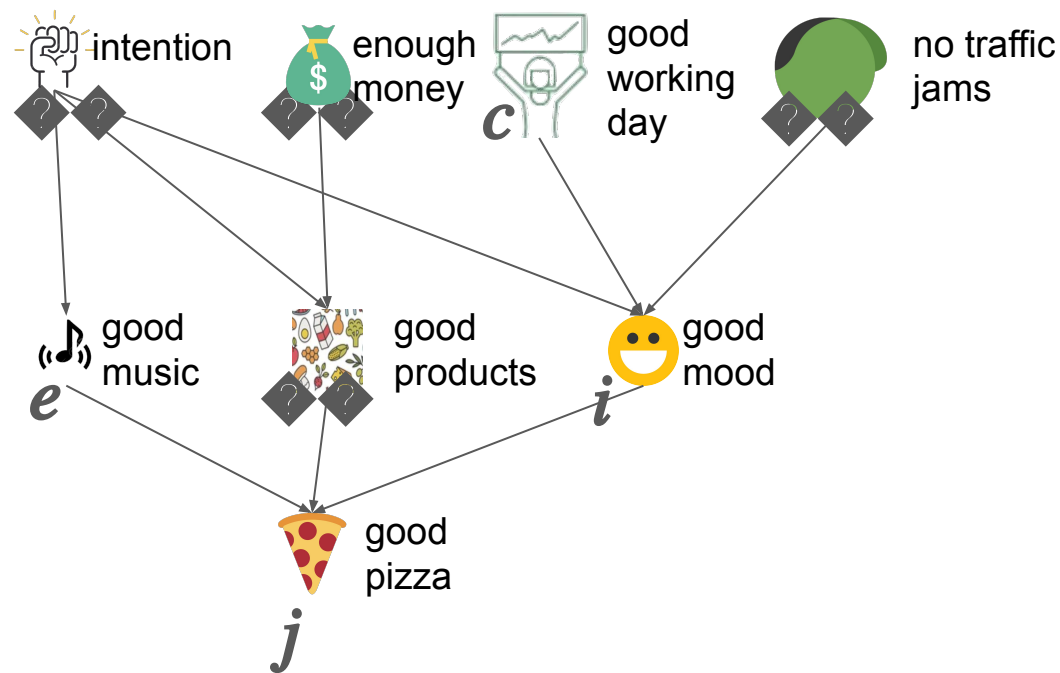 intention
enough
money
$
? ?
? ?
good
working
day
c
no traffic
jams
? ?
good
music
e
good
products
? ?
good
mood
i
good
pizza
j